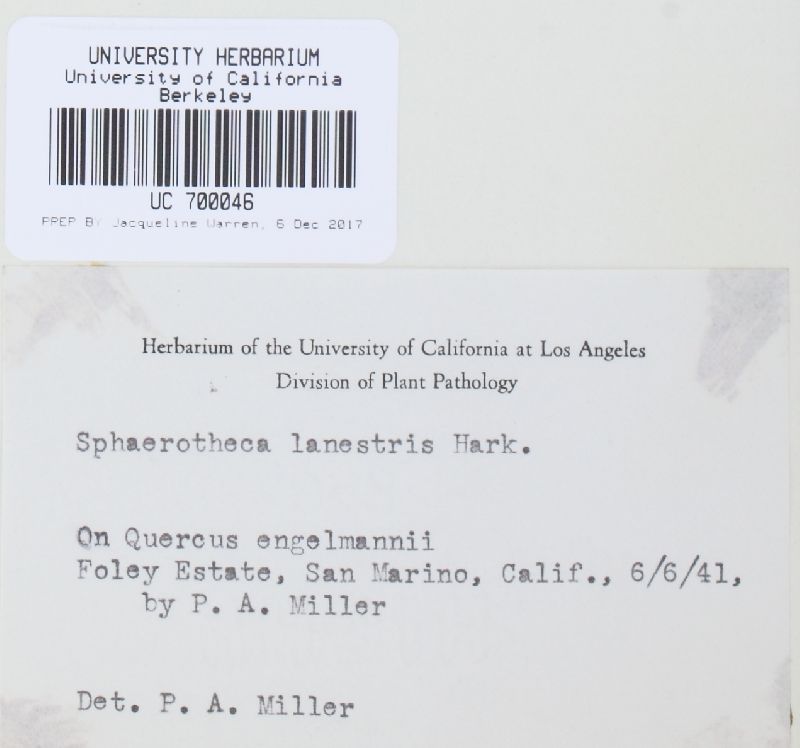 UNIVERSITY HERBARIUM
University of California
Berkeley
UC 700046
PREP BY Jacqueline Warren, 6 Dec 2017
Herbarium of the University of California at Los Angeles
Division of Plant Pathology
Sphaerotheca lanestris Hark.
On Quercus engelmannii
Foley Estate, San Marino, Calif., 6/6/41,
by P. A. Miller
Det. P. A. Miller